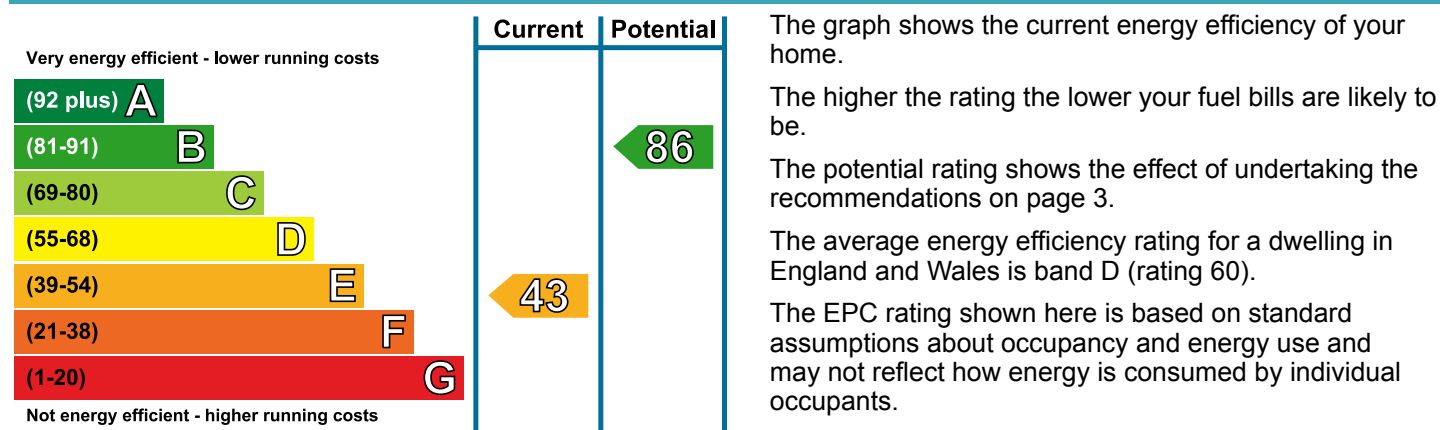 Current Potential
Very energy efficient - lower running costs
(92 plus) A
(81-91) B
86
(69-80) C
(55-68) D
(39-54) E
43
(21-38) F
(1-20) G
Not energy efficient - higher running costs
The graph shows the current energy efficiency of your
home.
The higher the rating the lower your fuel bills are likely to
be.
The potential rating shows the effect of undertaking the
recommendations on page 3.
The average energy efficiency rating for a dwelling in
England and Wales is band D (rating 60).
The EPC rating shown here is based on standard
assumptions about occupancy and energy use and
may not reflect how energy is consumed by individual
occupants.